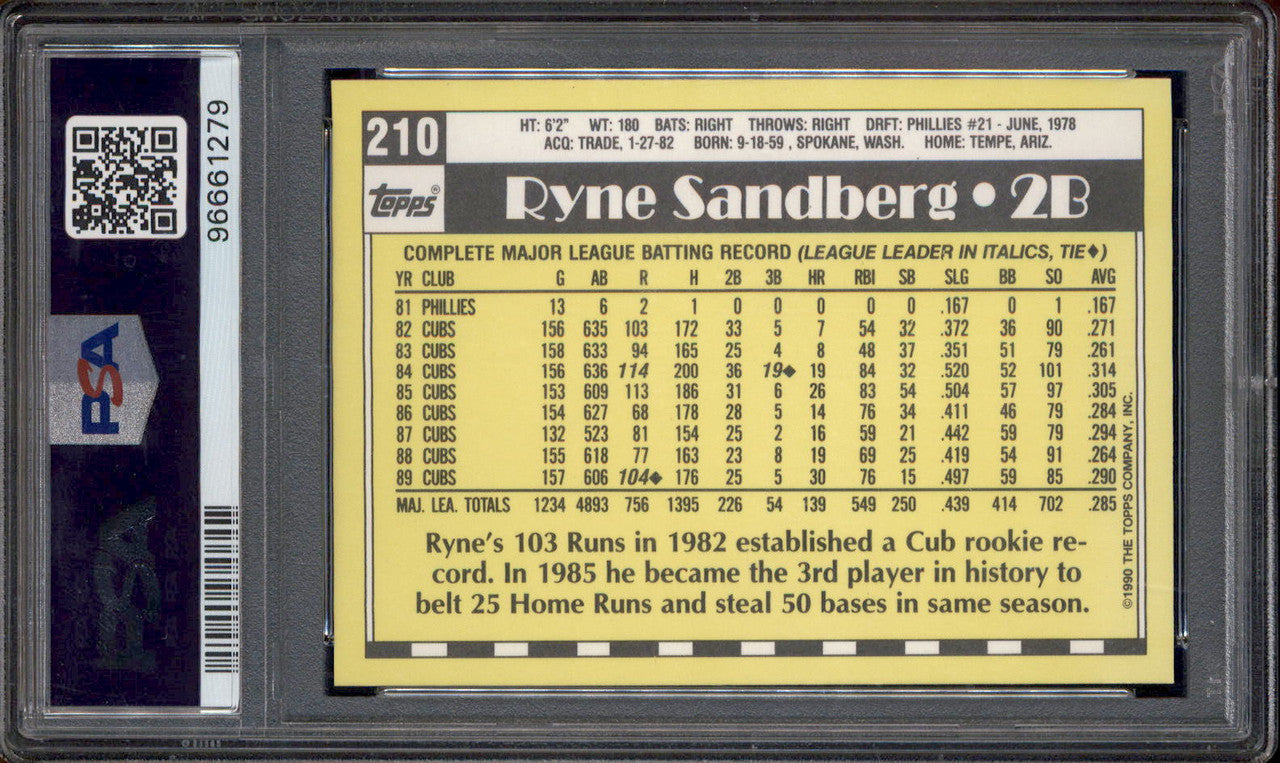 96661279
PSA
210
HT: 6'2" WT: 180 BATS: RIGHT THROWS: RIGHT DRFT: PHILLIES #21 - JUNE, 1978
ACQ: TRADE, 1-27-82 BORN: 9-18-59 , SPOKANE, WASH. HOME: TEMPE, ARIZ.
Topps®
Ryne Sandberg • 2B
COMPLETE MAJOR LEAGUE BATTING RECORD (LEAGUE LEADER IN ITALICS, TIE♦)
YR CLUB G AB R H 2B 3B HR RBI SB SLG BB SO AVG
81 PHILLIES 13 6 2 1 0 0 0 0 0 .167 0 1 .167
82 CUBS 156 635 103 172 33 5 7 54 32 .372 36 90 .271
83 CUBS 158 633 94 165 25 4 8 48 37 .351 51 79 .261
84 CUBS 156 636 114 200 36 19♦ 19 84 32 .520 52 101 .314
85 CUBS 153 609 113 186 31 6 26 83 54 .504 57 97 .305
86 CUBS 154 627 68 178 28 5 14 76 34 .411 46 79 .284
87 CUBS 132 523 81 154 25 2 16 59 21 .442 59 79 .294
88 CUBS 155 618 77 163 23 8 19 69 25 .419 54 91 .264
89 CUBS 157 606 104♦ 176 25 5 30 76 15 .497 59 85 .290
MAJ. LEA. TOTALS 1234 4893 756 1395 226 54 139 549 250 .439 414 702 .285
Ryne's 103 Runs in 1982 established a Cub rookie re-
cord. In 1985 he became the 3rd player in history to
belt 25 Home Runs and steal 50 bases in same season.
©1990 THE TOPPS COMPANY, INC.